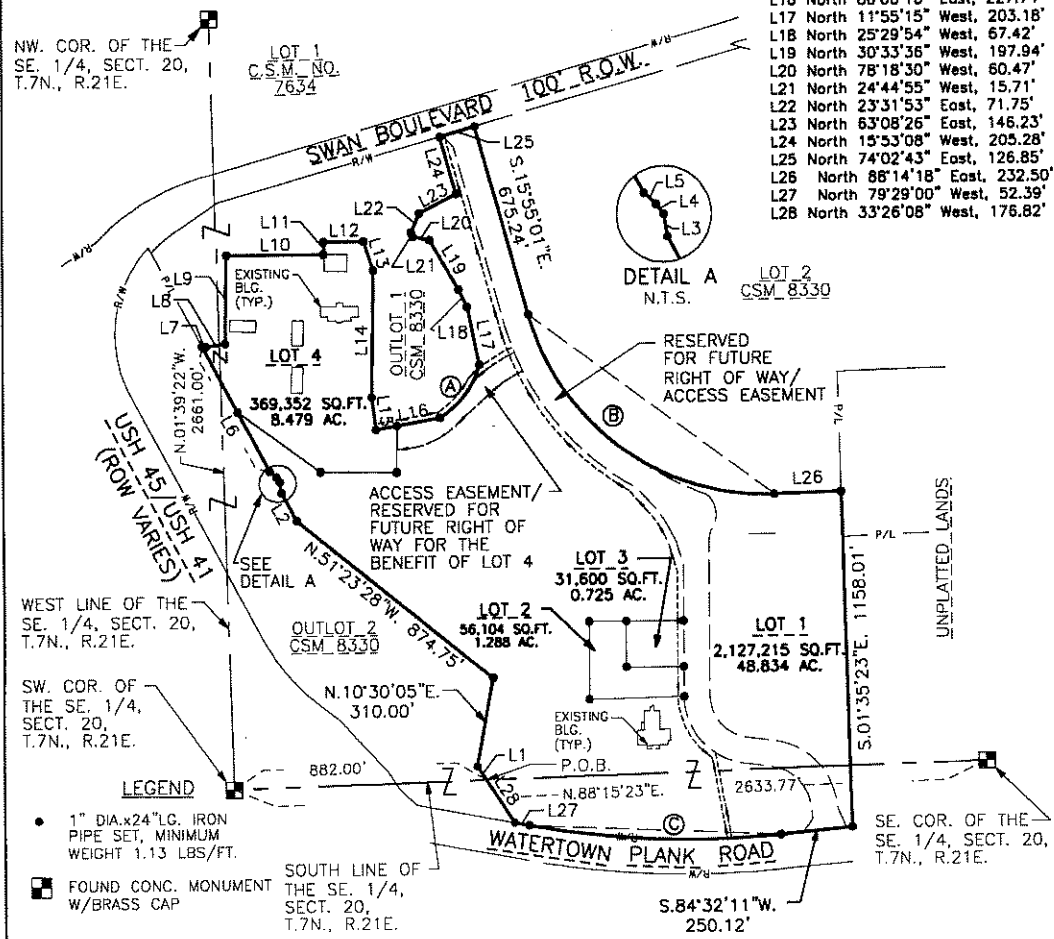 NW. COR. OF THE
SE. 1/4, SECT. 20,
T.7N., R.21E.
LOT 1
C.S.M. NO.
7634
R/W
SWAN BOULEVARD 100' R.O.W.
R/W
R/W
L17 North 11°55'15" West, 203.18'
L18 North 25°29'54" West, 67.42'
L19 North 30°33'36" West, 197.94'
L20 North 78°18'30" West, 60.47'
L21 North 24°44'55" West, 15.71'
L22 North 23°31'53" East, 71.75'
L23 North 63°08'26" East, 146.23'
L24 North 15°53'08" West, 205.28'
L25 North 74°02'43" East, 126.85'
L26 North 88°14'18" East, 232.50'
L27 North 79°29'00" West, 52.39'
L28 North 33°26'08" West, 176.82'
L25
L24
S.15°55'01"E.
675.24'
L5
L4
L3
DETAIL A
N.T.S.
LOT 2
CSM 8330
L23
L22
L20
L21
L19
L18
L17
L11
L12
L10
L13
L9
L8
L7
EXISTING
BLG.
(TYP.)
L14
OUTLOT 1
CSM 8330
LOT 4
369,352 SQ.FT.
8.479 AC.
L15
L16
A
B
RESERVED
FOR FUTURE
RIGHT OF WAY/
ACCESS EASEMENT
P/L
L26
P/L
UNPLATTED LANDS
R/W
N.01°39'22"W.
2661.00'
L6
R/W
USH 45/USH 41
(ROW VARIES)
L2
SEE
DETAIL A
ACCESS EASEMENT/
RESERVED FOR
FUTURE RIGHT OF
WAY FOR THE
BENEFIT OF LOT 4
N.51°23'28"W. 874.75'
WEST LINE OF THE
SE. 1/4, SECT. 20,
T.7N., R.21E.
OUTLOT 2
CSM 8330
LOT 3
31,600 SQ.FT.
0.725 AC.
LOT 2
56,104 SQ.FT.
1.288 AC.
LOT 1
2,127,215 SQ.FT.
48.834 AC.
S.01°35'23"E. 1158.01'
SW. COR. OF
THE SE. 1/4,
SECT. 20,
T.7N., R.21E.
N.10°30'05"E.
310.00'
EXISTING
BLG.
(TYP.)
L1
P.O.B.
882.00'
L28
N.88°15'23"E.
2633.77
L27
C
WATERTOWN PLANK ROAD
R/W
SE. COR. OF THE
SE. 1/4, SECT. 20,
T.7N., R.21E.
S.84°32'11"W.
250.12'
LEGEND
1" DIA.x24"LG. IRON
PIPE SET, MINIMUM
WEIGHT 1.13 LBS/FT.
FOUND CONC. MONUMENT
W/BRASS CAP
SOUTH LINE OF
THE SE. 1/4,
SECT. 20,
T.7N., R.21E.